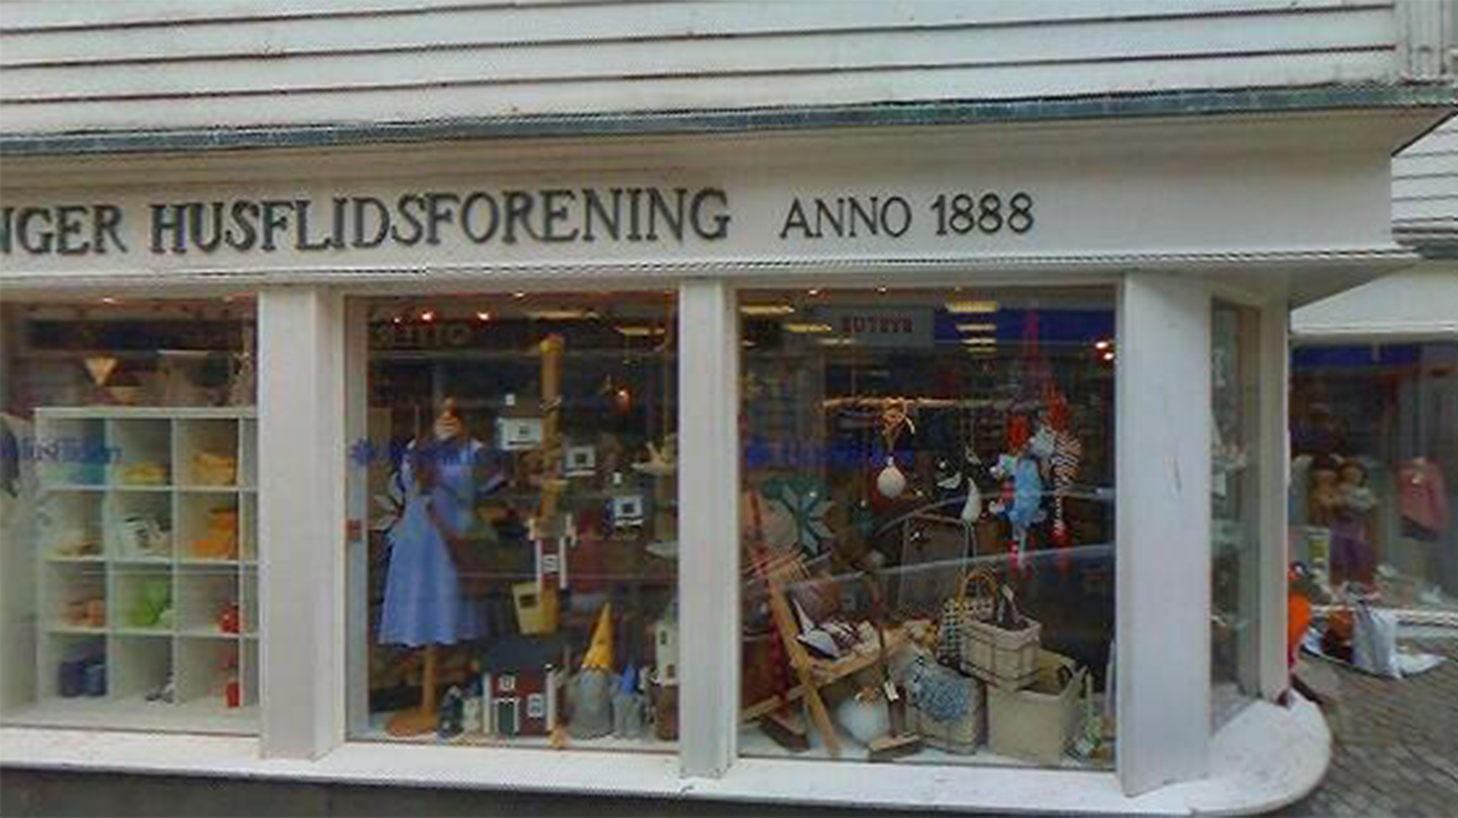 NGER HUSFLIDSFORENING ANNO 1888